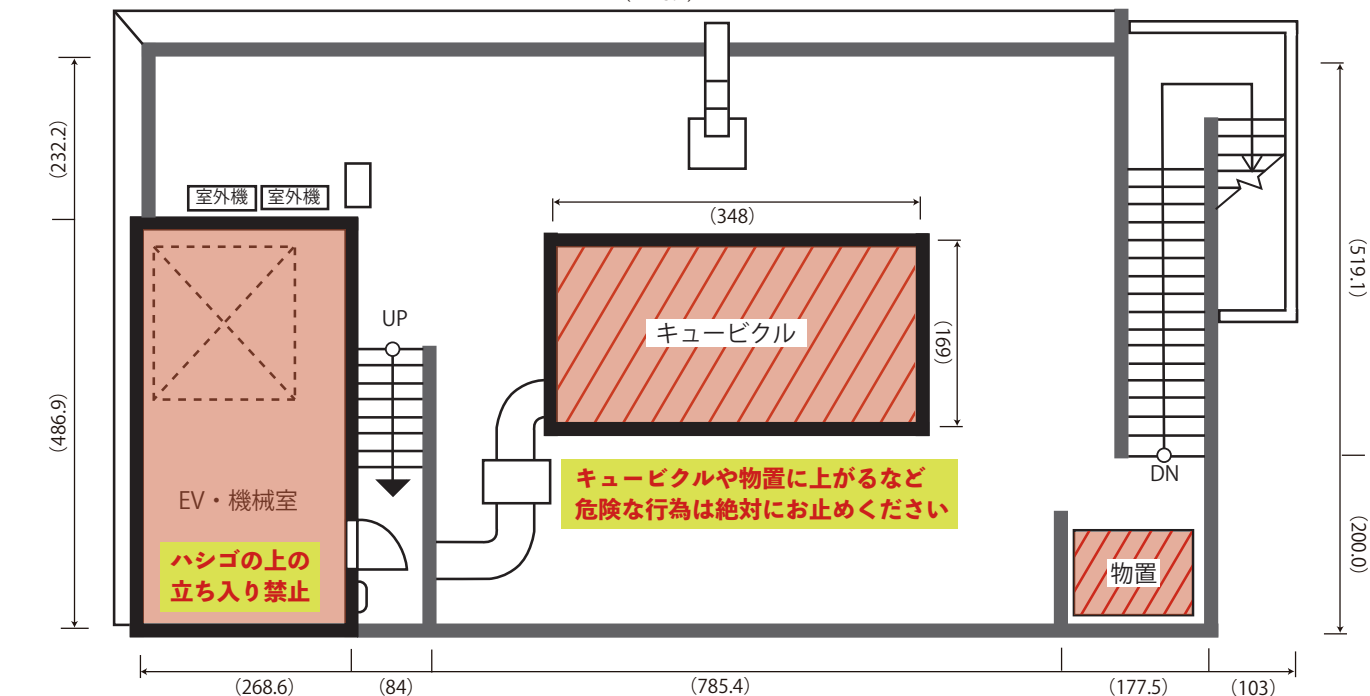 (232.2)
(486.9)
室外機
室外機
UP
(348)
キュービクル
(169)
(519.1)
(200.0)
DN
EV・機械室
ハシゴの上の
立ち入り禁止
キュービクルや物置に上がるなど
危険な行為は絶対にお止めください
物置
(268.6)
(84)
(785.4)
(177.5)
(103)